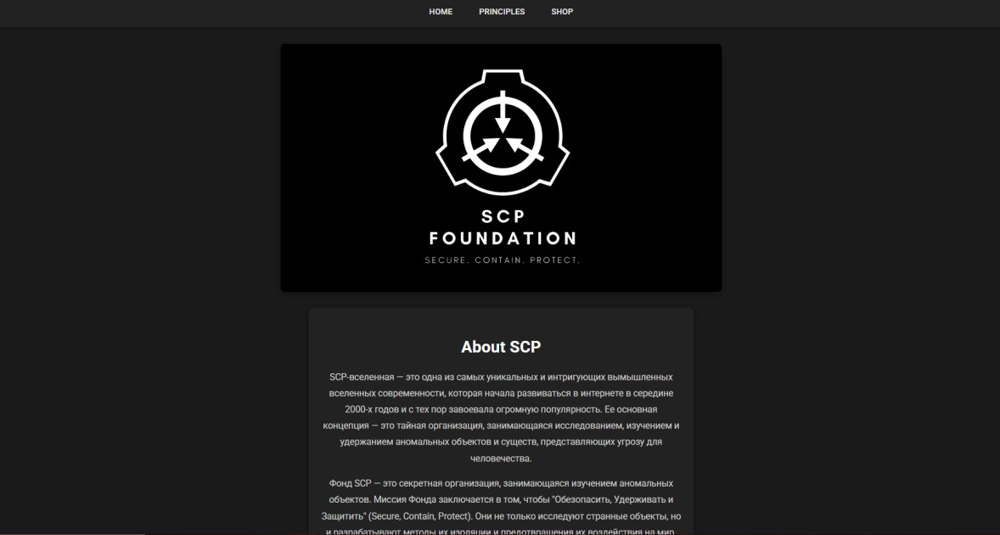 HOME PRINCIPLES SHOP
SCP
FOUNDATION
SECURE. CONTAIN. PROTECT.
About SCP
SCP-вселенная — это одна из самых уникальных и интригующих вымышленных
вселенных современности, которая начала развиваться в интернете в середине
2000-х годов и с тех пор завоевала огромную популярность. Ее основная
концепция — это тайная организация, занимающаяся исследованием, изучением и
удержанием аномальных объектов и существ, представляющих угрозу для
человечества.
Фонд SCP — это секретная организация, занимающаяся изучением аномальных
объектов. Миссия Фонда заключается в том, чтобы "Обезопасить, Удерживать и
Защитить" (Secure, Contain, Protect). Они не только исследуют странные объекты, но
и разрабатывают методы их изоляции и предотвращения их воздействия на мир.